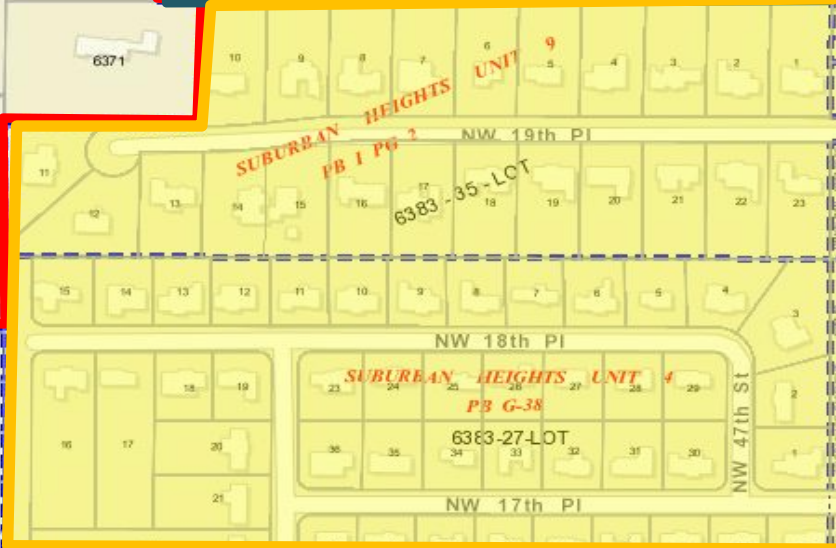 6371
10 9 8 7 6 5 4 3 2 1
SUBURBAN HEIGHTS UNIT 9
PB 1 PG 2
NW 19th Pl
11 12 13 14 15 16 17 18 19 20 21 22 23
6383 - 35 - LOT
15 14 13 12 11 10 9 8 7 6 5 4 3
NW 18th Pl
16 17 18 19 23 24 25 26 27 28 29 2
SUBURBAN HEIGHTS UNIT 4
PB G-38
NW 47th St
6383-27-LOT
20 36 35 34 33 32 31 30 1
21
NW 17th Pl